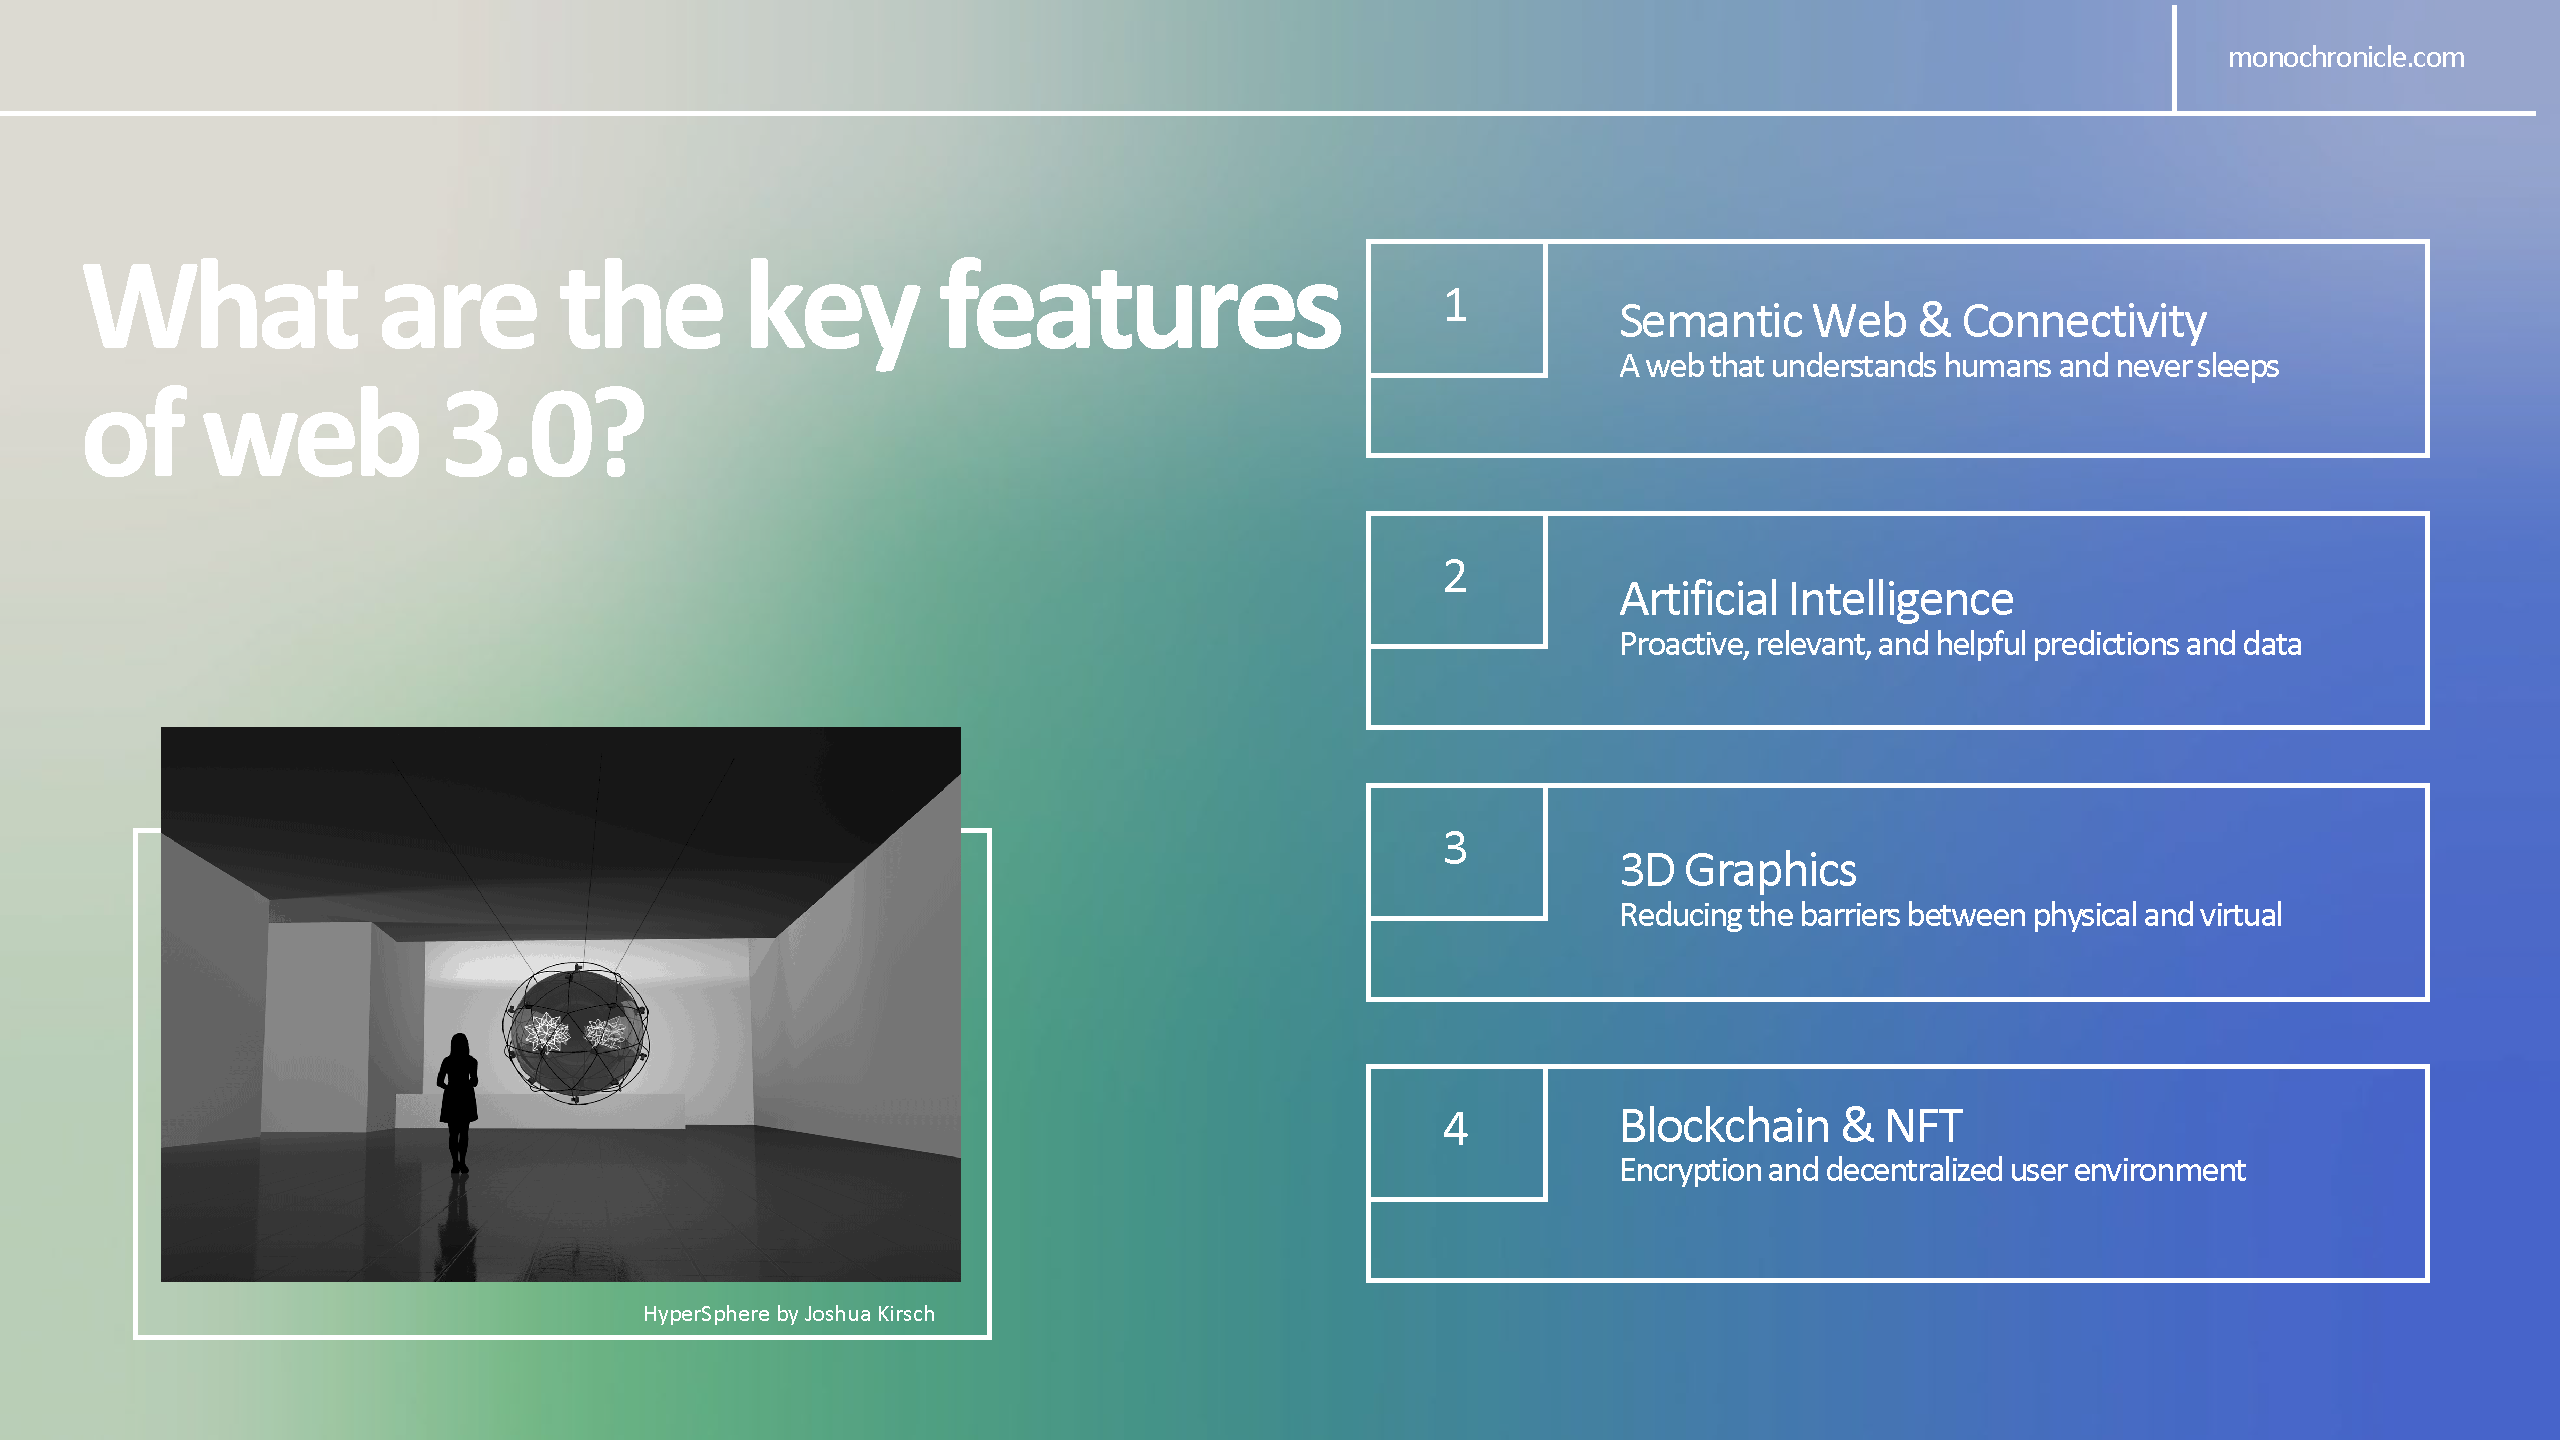 monochronicle.com
What are the key features
of web 3.0?
1
Semantic Web & Connectivity
A web that understands humans and never sleeps
2
Artificial Intelligence
Proactive, relevant, and helpful predictions and data
3
3D Graphics
Reducing the barriers between physical and virtual
4
Blockchain & NFT
Encryption and decentralized user environment
HyperSphere by Joshua Kirsch